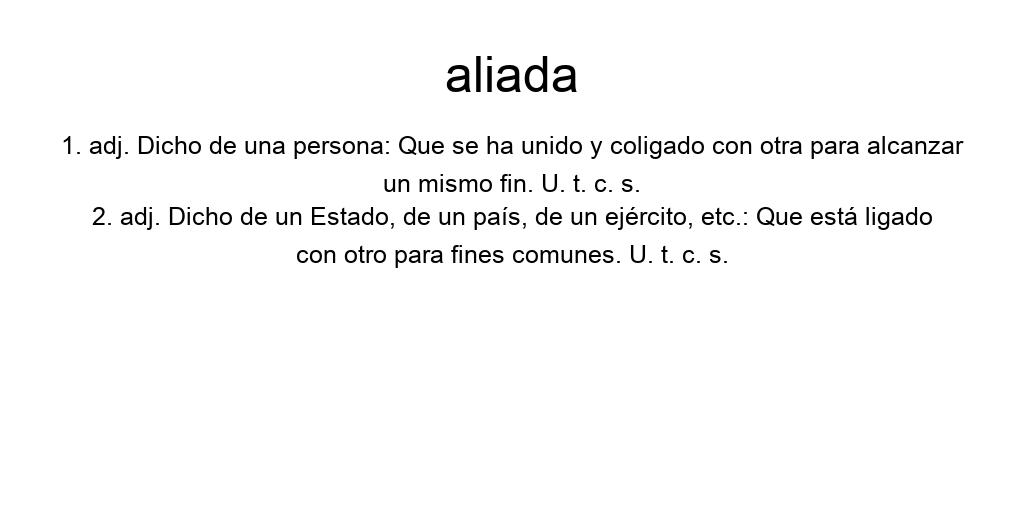 aliada
1. adj. Dicho de una persona: Que se ha unido y coligado con otra para alcanzar
un mismo fin. U. t. c. s.
2. adj. Dicho de un Estado, de un país, de un ejército, etc.: Que está ligado
con otro para fines comunes. U. t. c. s.